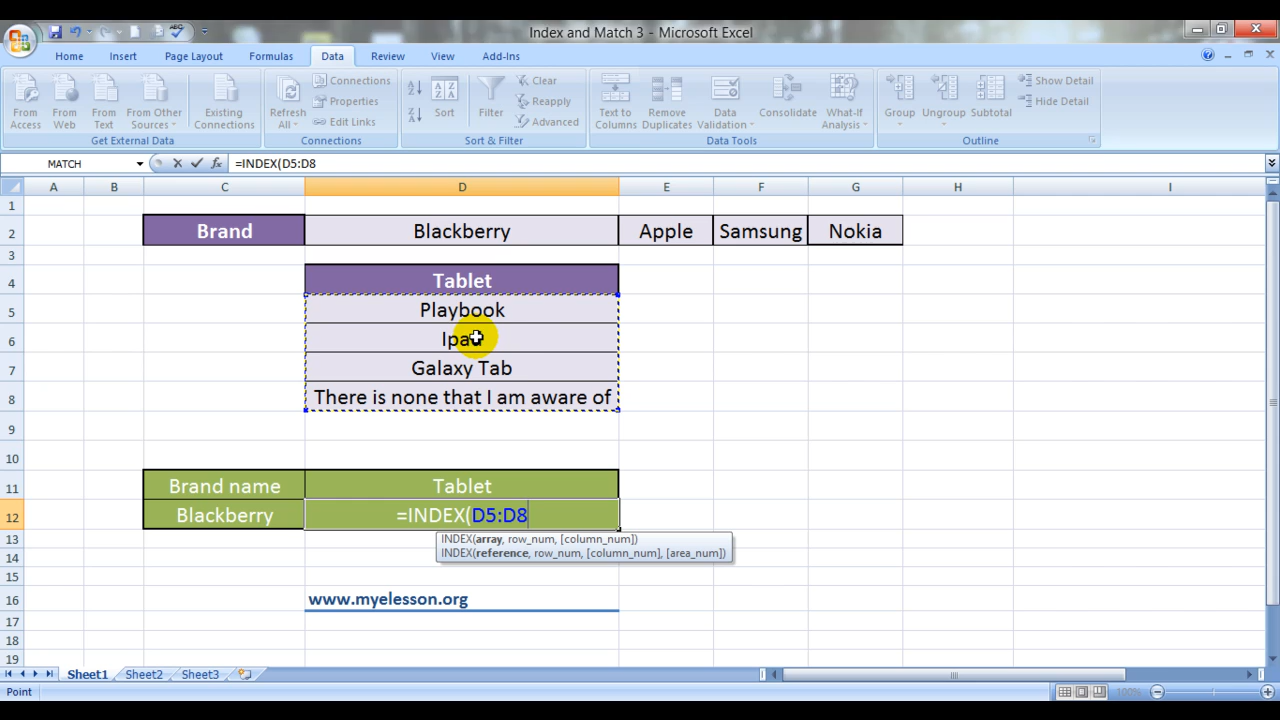 Index and Match 3 - Microsoft Excel
Home Insert Page Layout Formulas Data Review View Add-Ins
From Access
From Web
From Text
From Other Sources
Existing Connections
Get External Data
Refresh All
Connections
Properties
Edit Links
Connections
Sort
Filter
Clear
Reapply
Advanced
Sort & Filter
Text to Columns
Remove Duplicates
Data Validation
Consolidate
What-If Analysis
Data Tools
Group
Ungroup
Subtotal
Show Detail
Hide Detail
Outline
MATCH =INDEX(D5:D8
A B C D E F G H I
1
2 Brand Blackberry Apple Samsung Nokia
3
4 Tablet
5 Playbook
6 Ipad
7 Galaxy Tab
8 There is none that I am aware of
9
10
11 Brand name Tablet
12 Blackberry =INDEX(D5:D8
13 INDEX(array, row_num, [column_num])
14 INDEX(reference, row_num, [column_num], [area_num])
15
16 www.myelesson.org
17
18
19
Sheet1 Sheet2 Sheet3
Point 100%